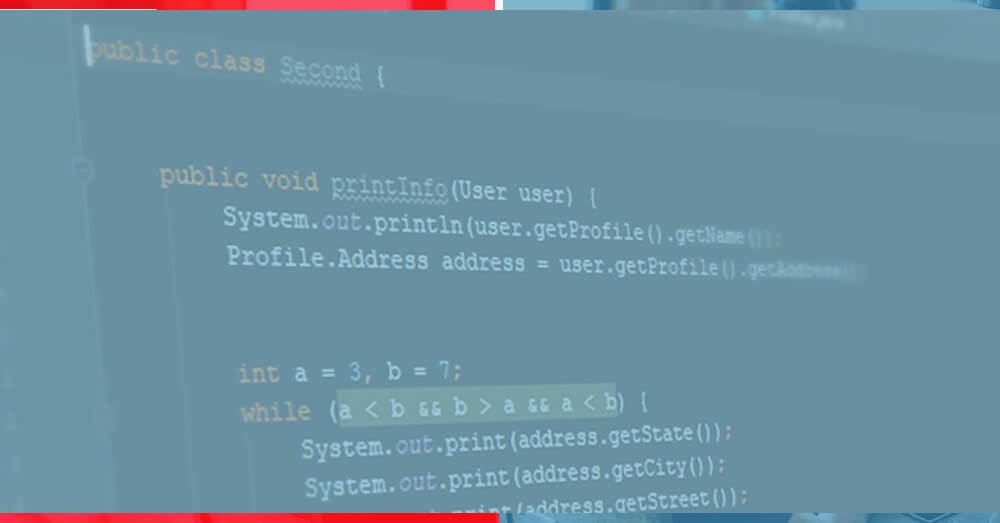 public class Second {
public void printInfo(User user) {
System.out.println(user.getProfile().getName());
Profile.Address address = user.getProfile().getAddress();
int a = 3, b = 7;
while (a < b && b > a && a < b) {
System.out.print(address.getState());
System.out.print(address.getCity());
print(address.getStreet());